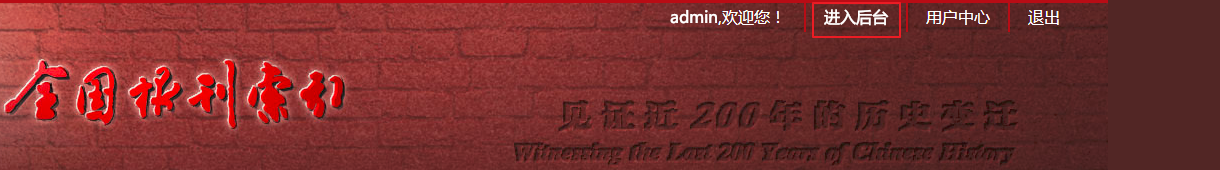 admin,欢迎您！ 进入后台 用户中心 退出
全国报刊索引
见证近200年的历史变迁
Witnessing the Last 200 Years of Chinese History